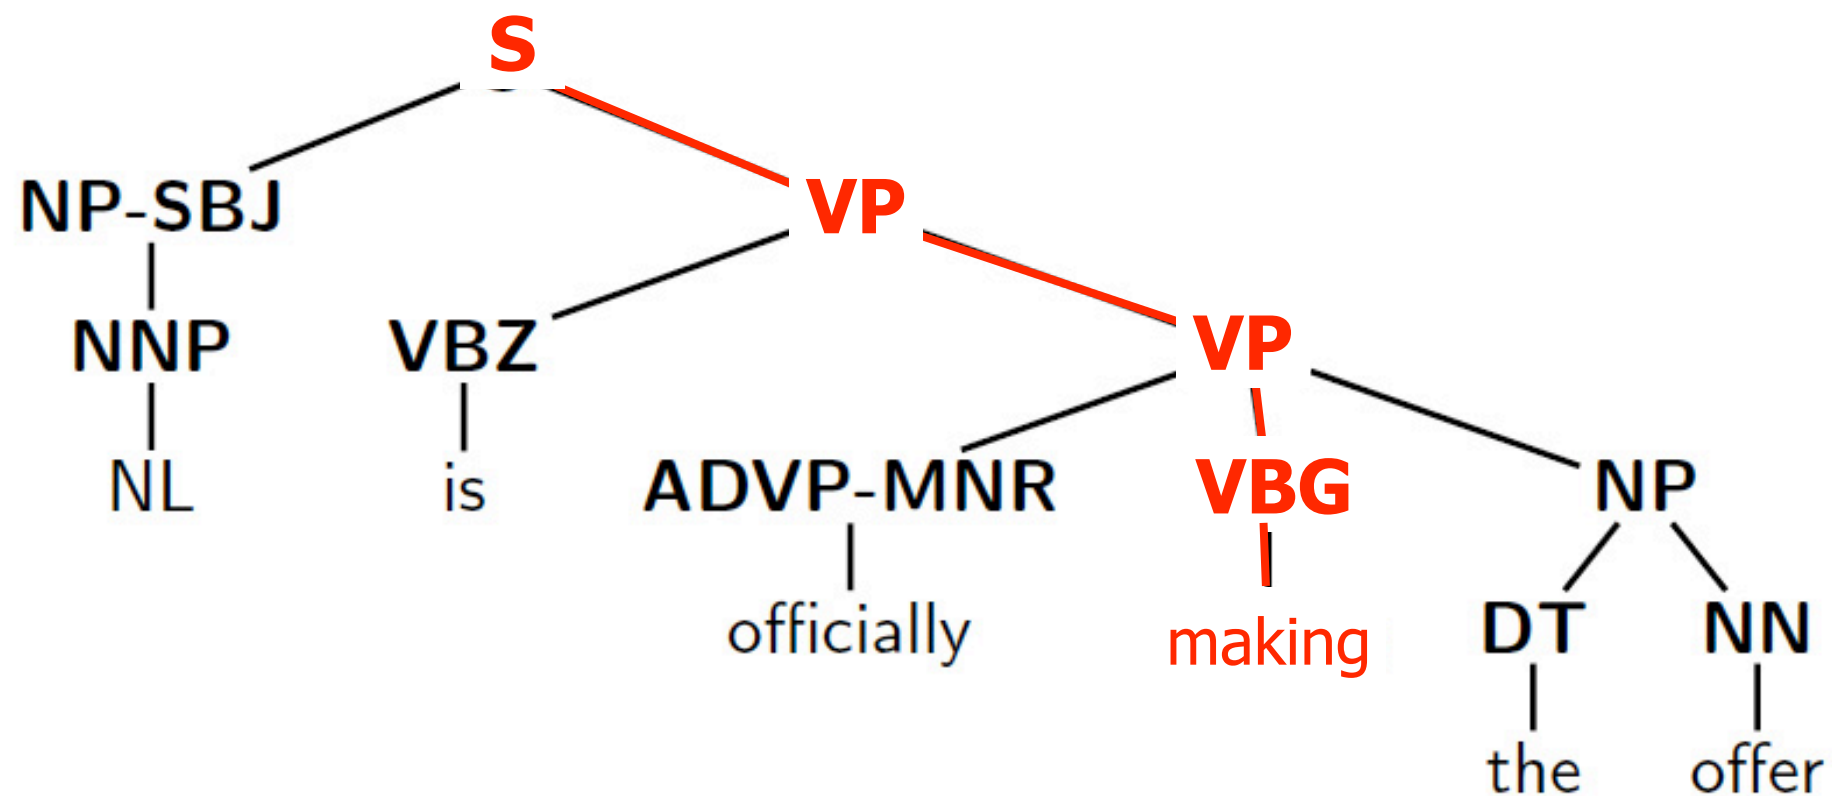 S
NP-SBJ VP
NNP VBZ VP
NL is ADVP-MNR VBG NP
officially making DT NN
the offer